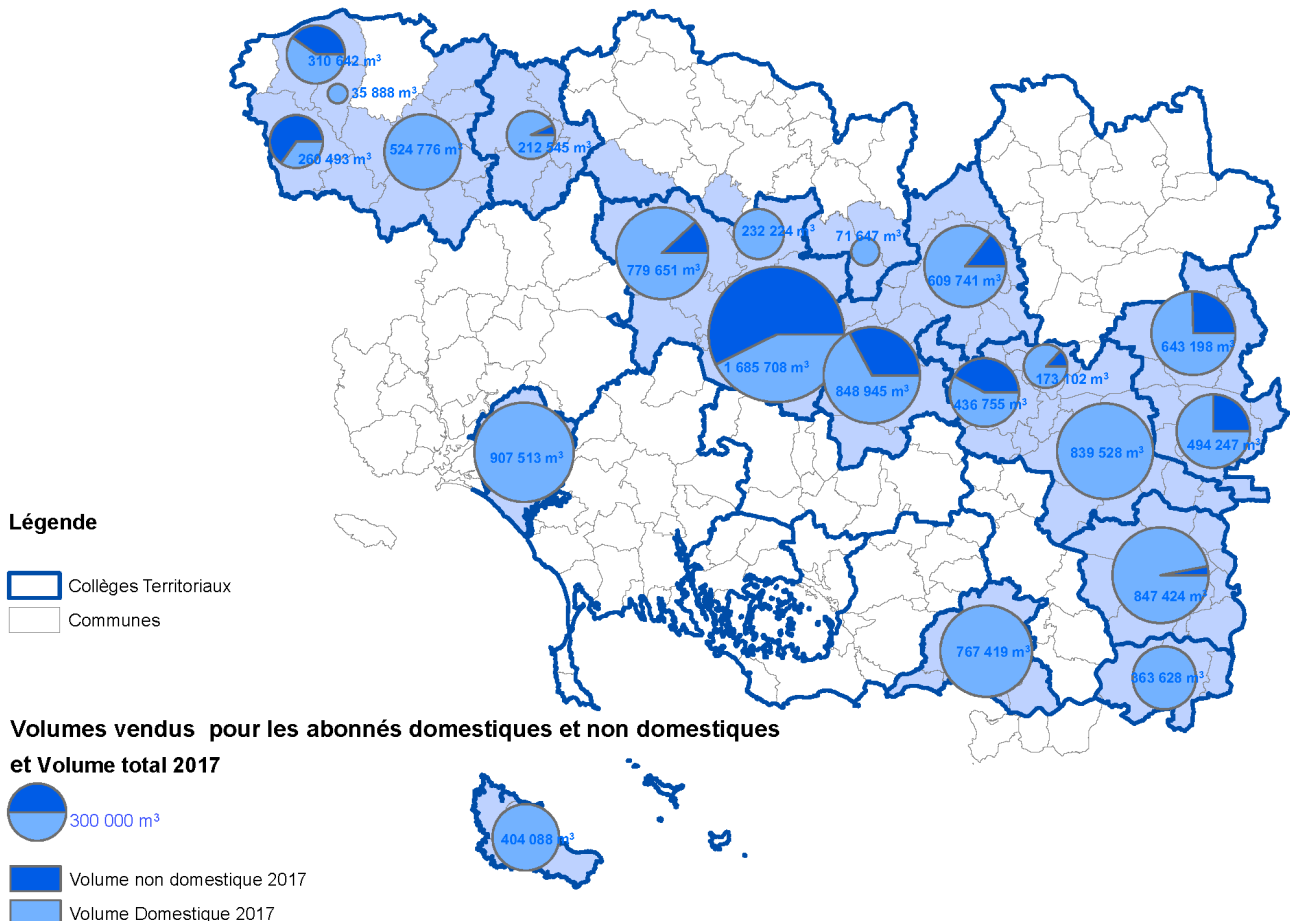 310 642 m³
35 888 m³
260 493 m³
524 776 m³
212 545 m³
232 224 m³
71 647 m³
779 651 m³
609 741 m³
643 198 m³
1 685 708 m³
848 945 m³
173 102 m³
436 755 m³
494 247 m³
839 528 m³
907 513 m³
Légende
Collèges Territoriaux
Communes
847 424 m³
767 419 m³
363 628 m³
Volumes vendus pour les abonnés domestiques et non domestiques
et Volume total 2017
300 000 m³
404 088 m³
Volume non domestique 2017
Volume Domestique 2017